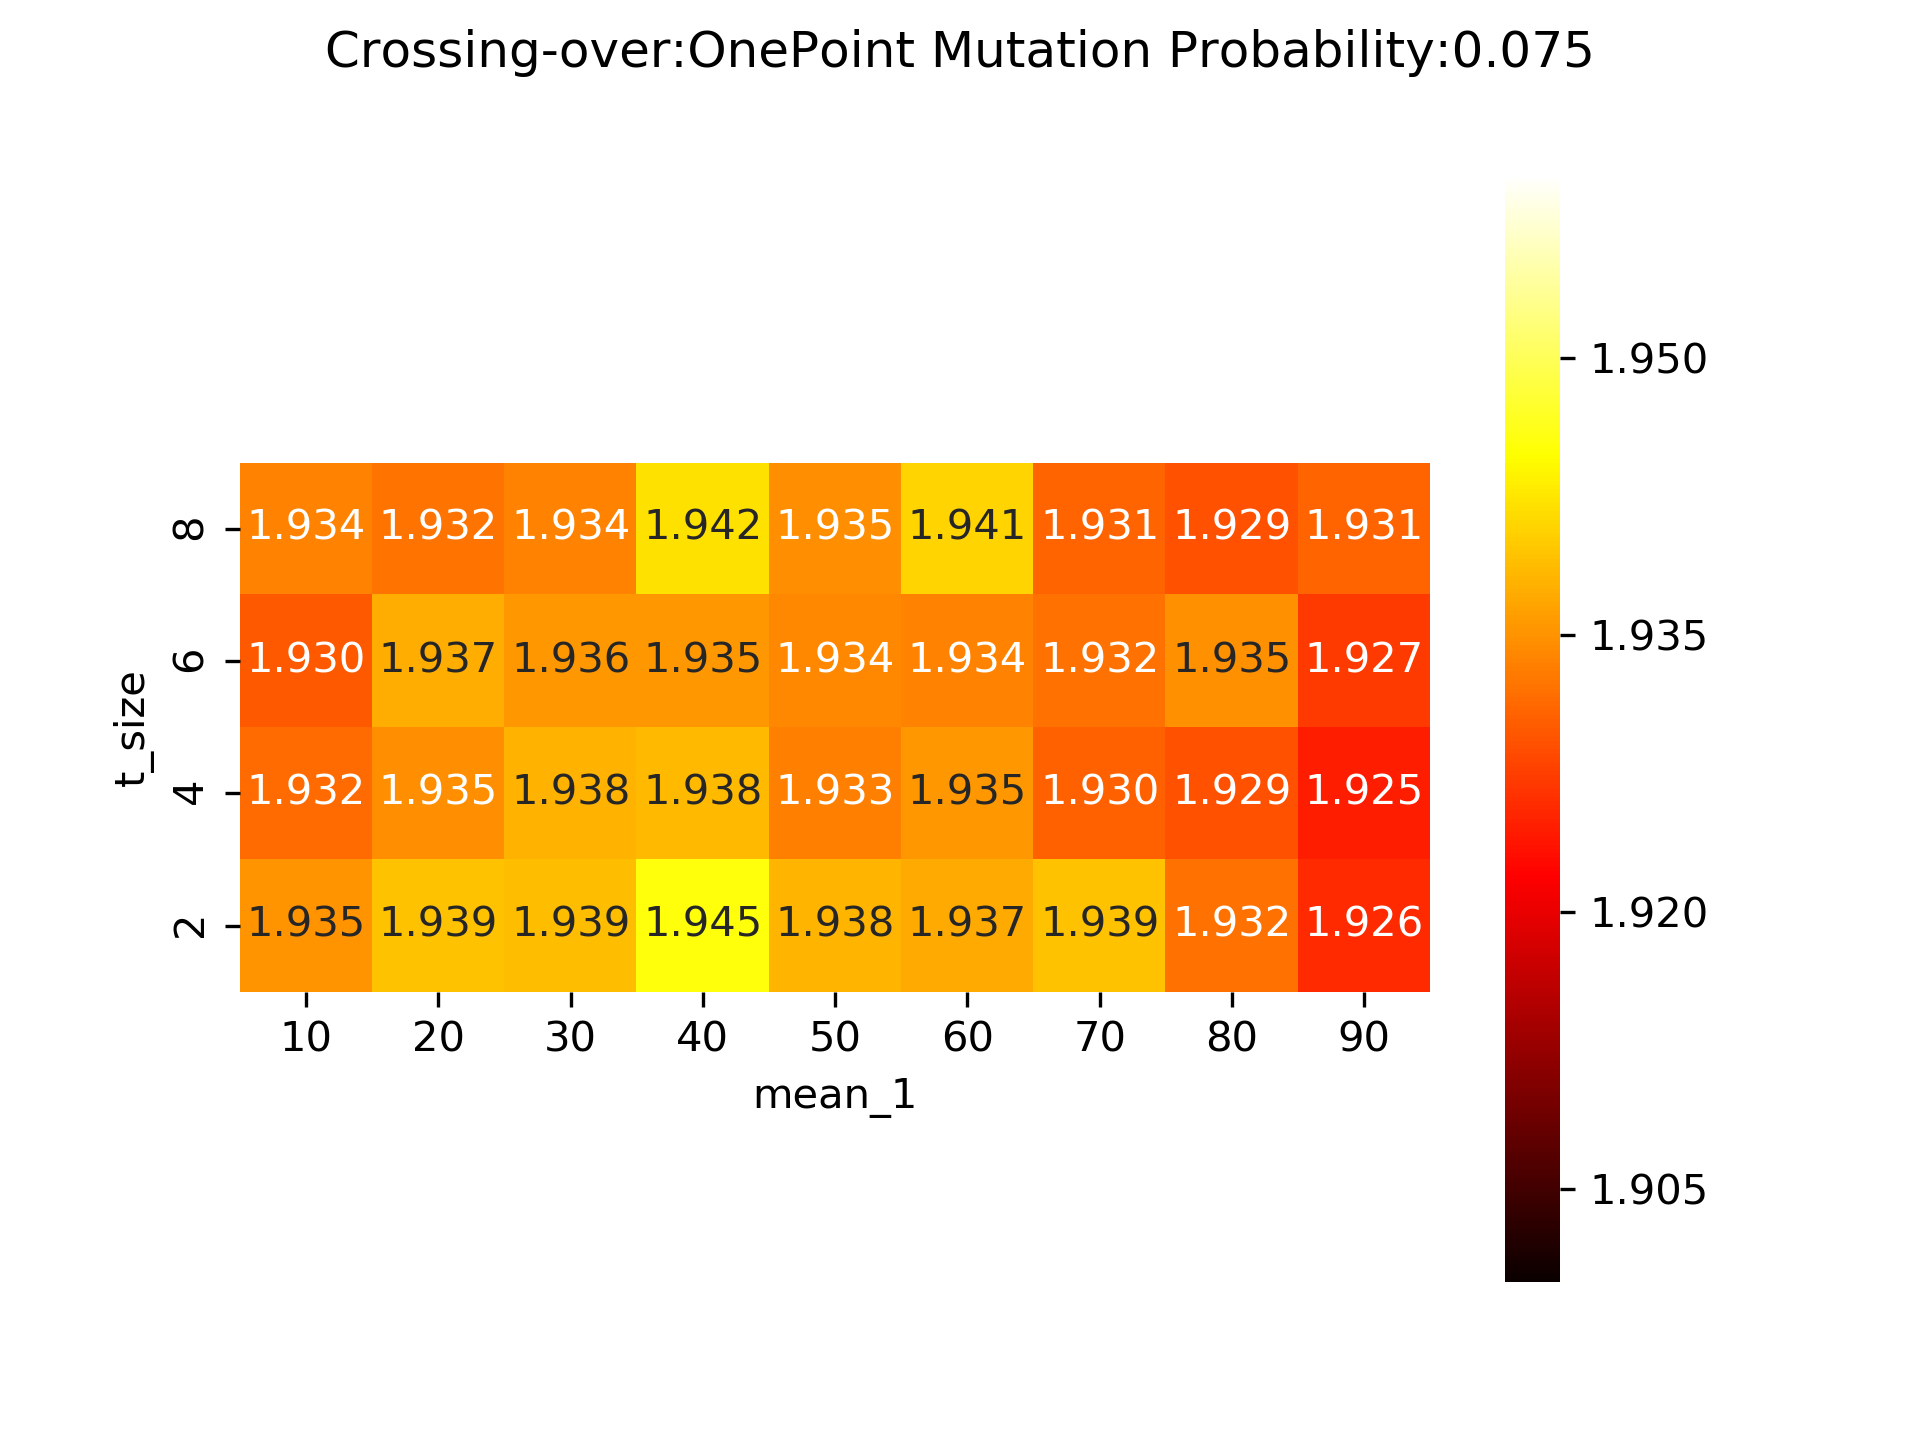 Crossing-over:OnePoint Mutation Probability:0.075
t_size
8 1.934 1.932 1.934 1.942 1.935 1.941 1.931 1.929 1.931
6 1.930 1.937 1.936 1.935 1.934 1.934 1.932 1.935 1.927
4 1.932 1.935 1.938 1.938 1.933 1.935 1.930 1.929 1.925
2 1.935 1.939 1.939 1.945 1.938 1.937 1.939 1.932 1.926
10 20 30 40 50 60 70 80 90
mean_1
1.950
1.935
1.920
1.905